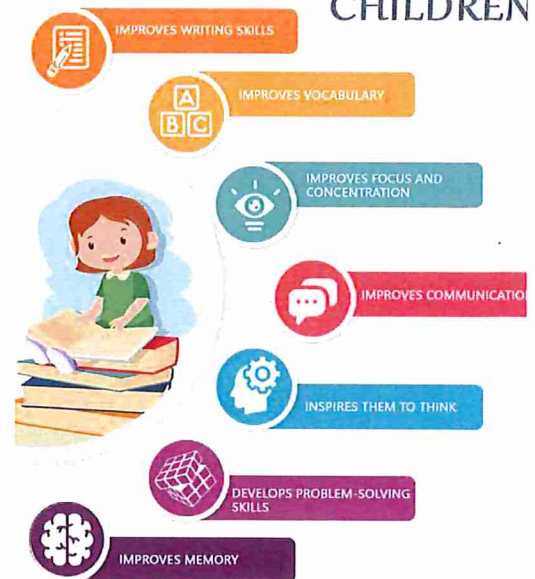 CHILDREN
IMPROVES WRITING SKILLS
A
B C
IMPROVES VOCABULARY
IMPROVES FOCUS AND
CONCENTRATION
IMPROVES COMMUNICATIO
INSPIRES THEM TO THINK
DEVELOPS PROBLEM-SOLVING
SKILLS
IMPROVES MEMORY